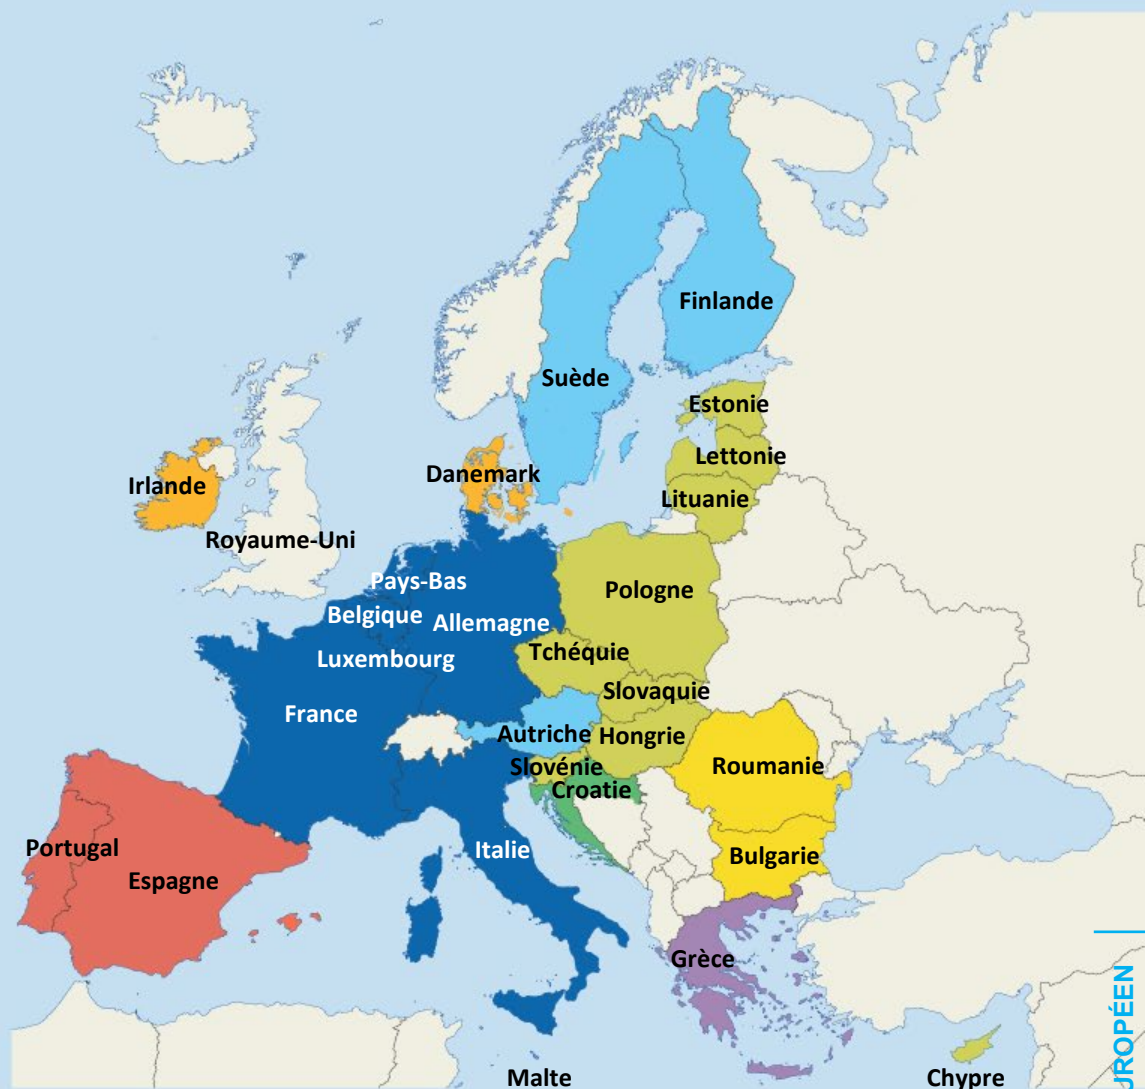 Finlande
Suède
Estonie
Lettonie
Danemark
Irlande
Lituanie
Royaume-Uni
Pays-Bas
Pologne
Belgique
Allemagne
Tchéquie
Luxembourg
Slovaquie
France
Autriche
Hongrie
Slovénie
Roumanie
Croatie
Portugal
Italie
Bulgarie
Espagne
Grèce
Malte
Chypre